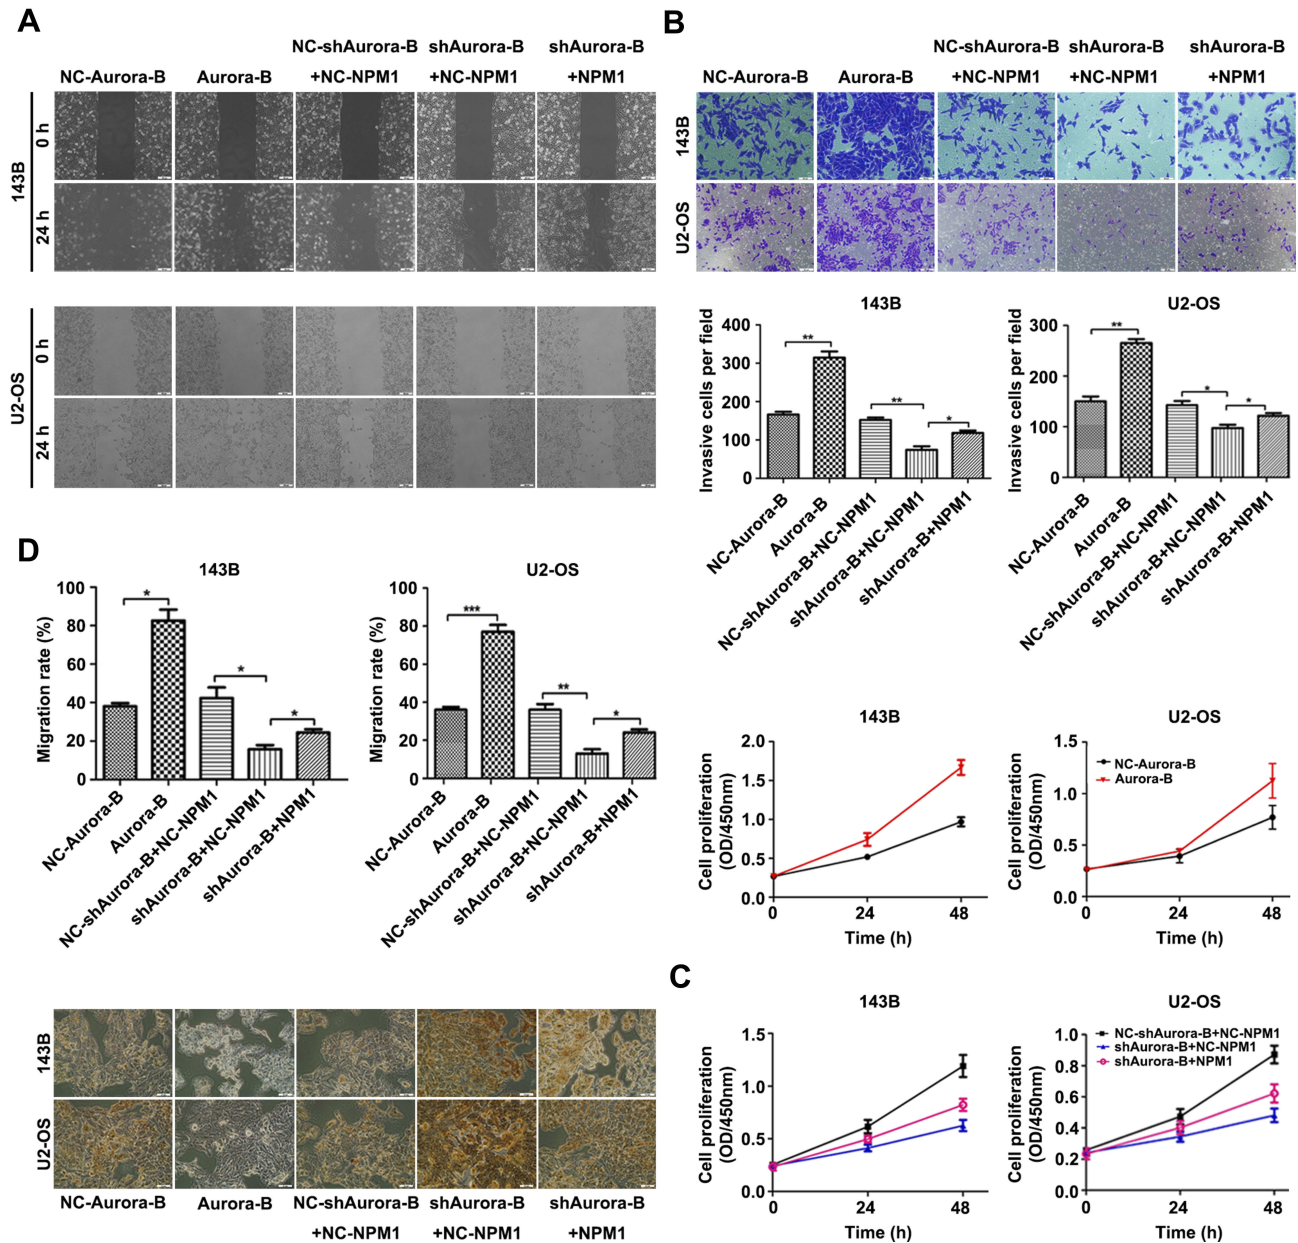 A
NC-shAurora-B shAurora-B shAurora-B
NC-Aurora-B Aurora-B +NC-NPM1 +NC-NPM1 +NPM1
143B
0 h
24 h
U2-OS
0 h
24 h
B
NC-shAurora-B shAurora-B shAurora-B
NC-Aurora-B Aurora-B +NC-NPM1 +NC-NPM1 +NPM1
143B
U2-OS
143B
Invasive cells per field
400
300
200
100
0
**
**
*
NC-Aurora-B
Aurora-B
NC-shAurora-B+NC-NPM1
shAurora-B+NC-NPM1
shAurora-B+NPM1
U2-OS
Invasive cells per field
300
200
150
100
50
0
**
*
*
NC-Aurora-B
Aurora-B
NC-shAurora-B+NC-NPM1
shAurora-B+NC-NPM1
shAurora-B+NPM1
D
143B
Migration rate (%)
100
80
60
40
20
0
*
*
*
NC-Aurora-B
Aurora-B
NC-shAurora-B+NC-NPM1
shAurora-B+NC-NPM1
shAurora-B+NPM1
U2-OS
Migration rate (%)
100
80
60
40
20
0
***
**
*
NC-Aurora-B
Aurora-B
NC-shAurora-B+NC-NPM1
shAurora-B+NC-NPM1
shAurora-B+NPM1
143B
Cell proliferation
(OD/450nm)
2.0
1.5
1.0
0.5
0.0
0 24 48
Time (h)
U2-OS
Cell proliferation
(OD/450nm)
1.5
1.0
0.5
0.0
NC-Aurora-B
Aurora-B
0 24 48
Time (h)
143B
U2-OS
NC-Aurora-B Aurora-B NC-shAurora-B shAurora-B shAurora-B
+NC-NPM1 +NC-NPM1 +NPM1
C
143B
Cell proliferation
(OD/450nm)
1.5
1.0
0.5
0.0
0 24 48
Time (h)
U2-OS
Cell proliferation
(OD/450nm)
1.0
0.8
0.6
0.4
0.2
0.0
NC-shAurora-B+NC-NPM1
shAurora-B+NC-NPM1
shAurora-B+NPM1
0 24 48
Time (h)